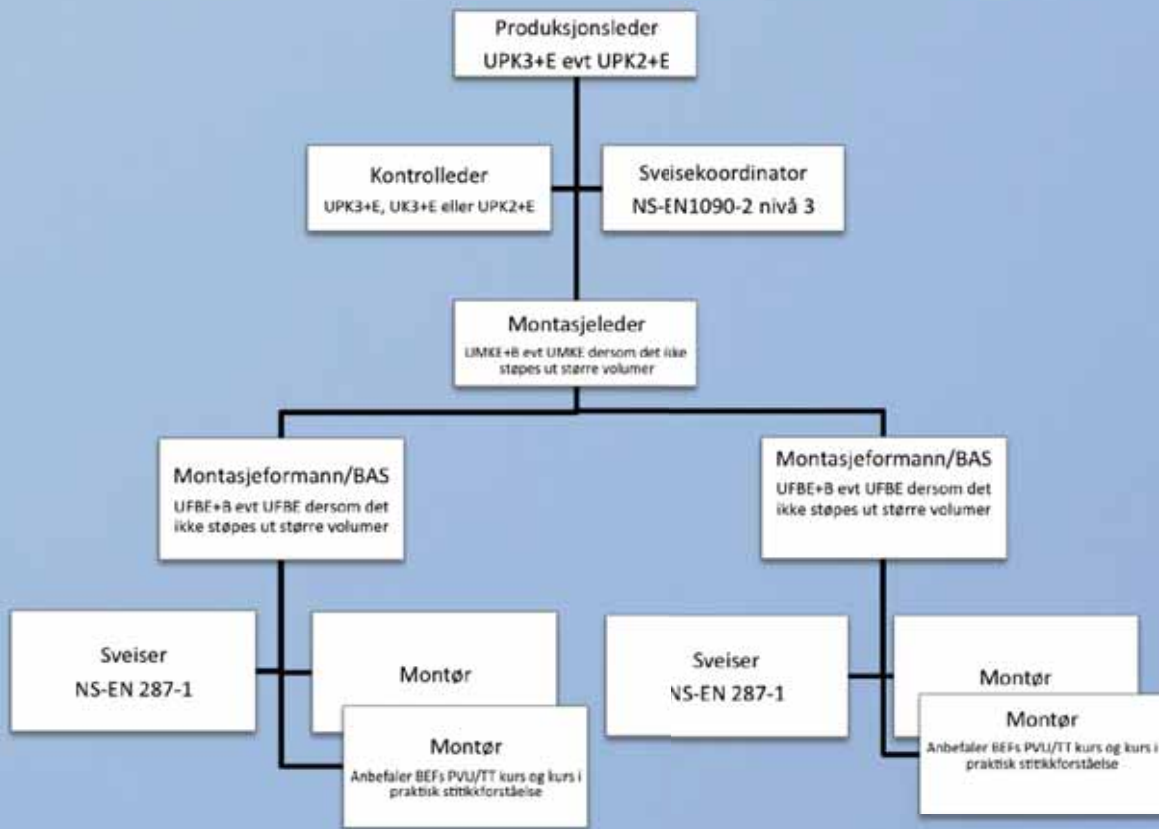 Produksjonsleder
UPK3+E evt UPK2+E
Kontrolleder
UPK3+E, UK3+E eller UPK2+E
Sveisekoordinator
NS-EN1090-2 nivå 3
Montasjeleder
UMKE+B evt UMKE dersom det ikke
støpes ut større volumer
Montasjeformann/BAS
UFBE+B evt UFBE dersom det
ikke støpes ut større volumer
Montasjeformann/BAS
UFBE+B evt UFBE dersom det
ikke støpes ut større volumer
Sveiser
NS-EN 287-1
Montør
Montør
Anbefaler BEFs PVU/TT kurs og kurs i
praktisk stitikkforståelse
Sveiser
NS-EN 287-1
Montør
Montør
Anbefaler BEFs PVU/TT kurs og kurs i
praktisk stitikkforståelse